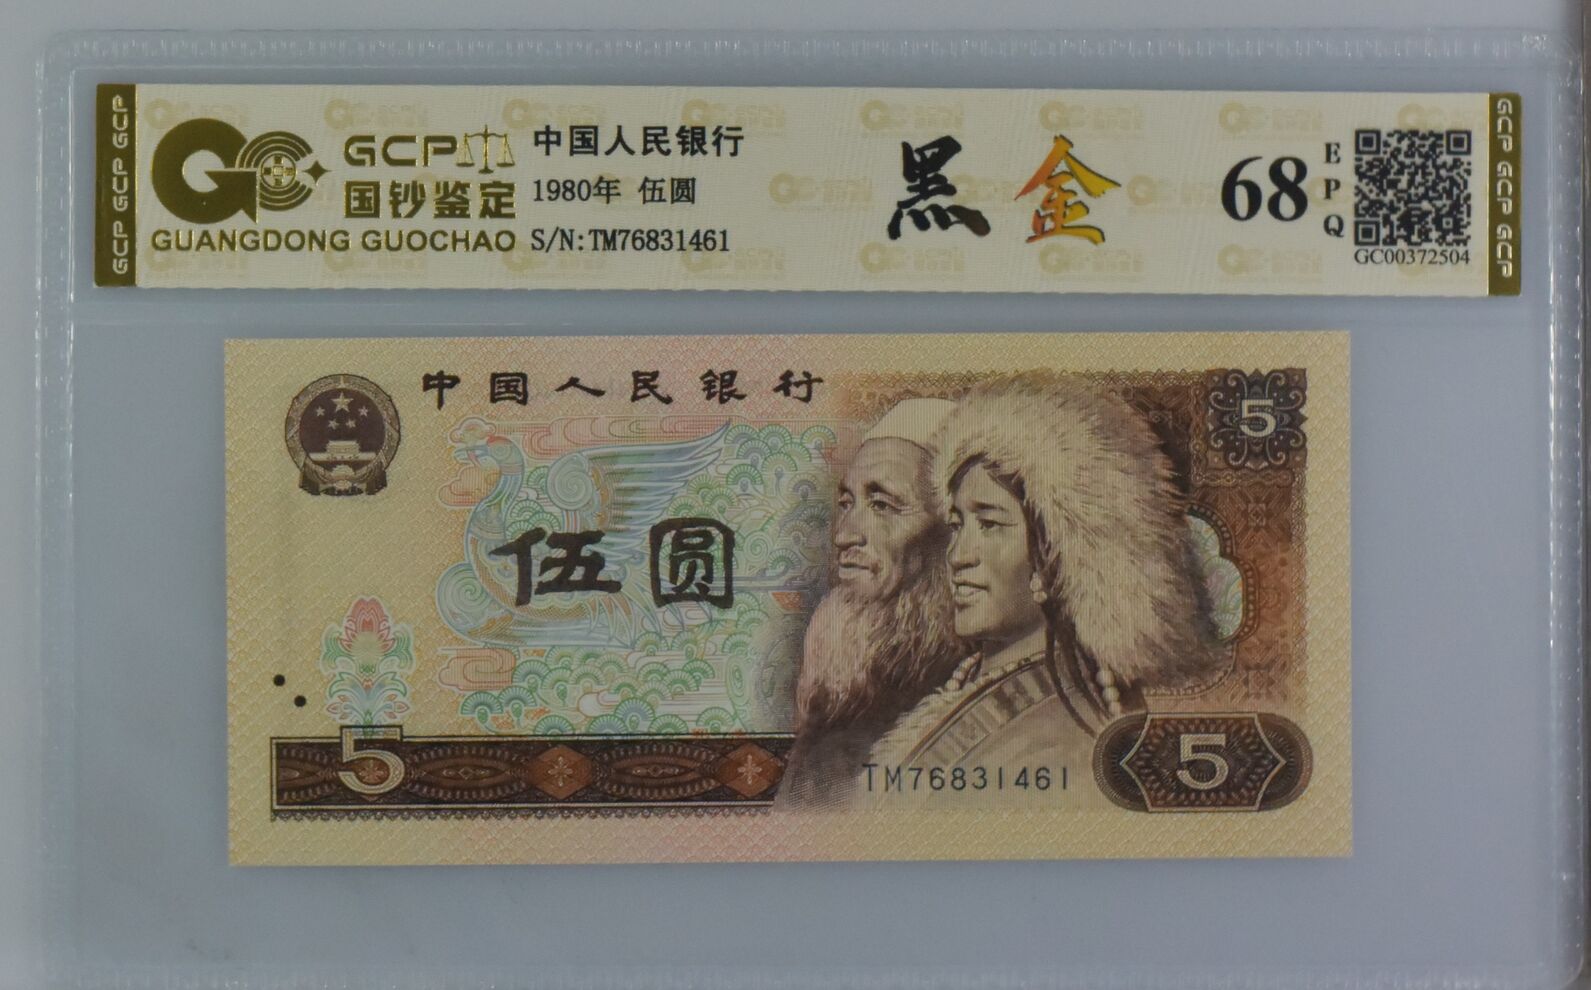 GCP GCP GCP
GCP
国钞鉴定
GUANGDONG GUOCHAO
中国人民银行
1980年 伍圆
S/N:TM76831461
黑金
68
EPQ
GC00372504
GCP GCP GCP
中国人民银行
5
伍圆
5
TM76831461
5